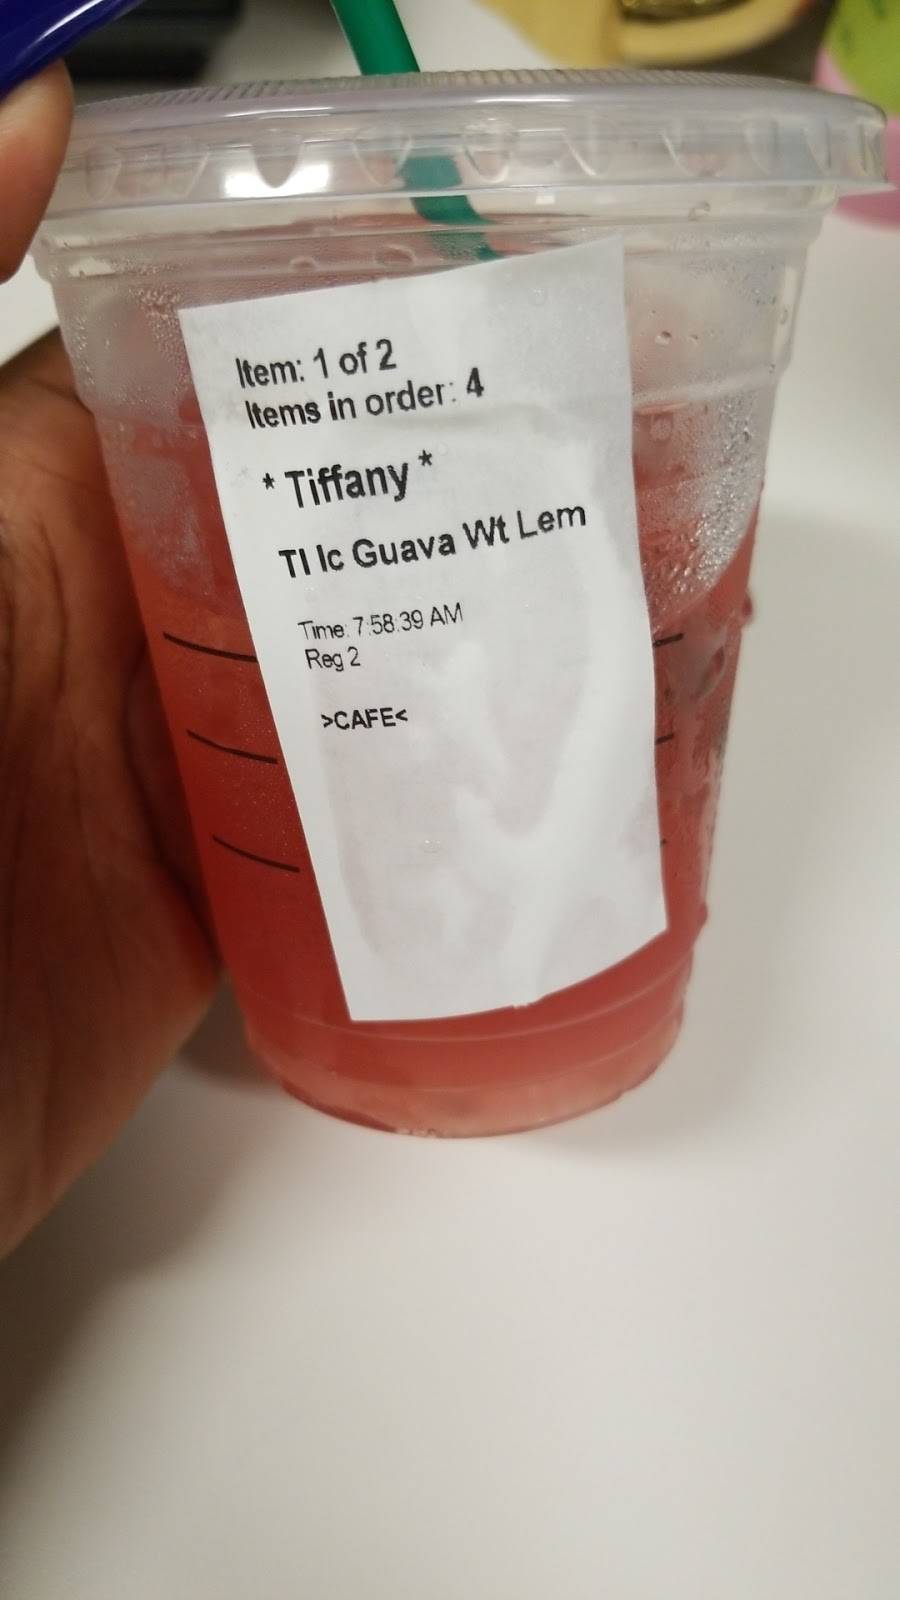 Item: 1 of 2
Items in order: 4
* Tiffany *
Tl Ic Guava Wt Lem
Time: 7:58:39 AM
Reg 2
>CAFE<